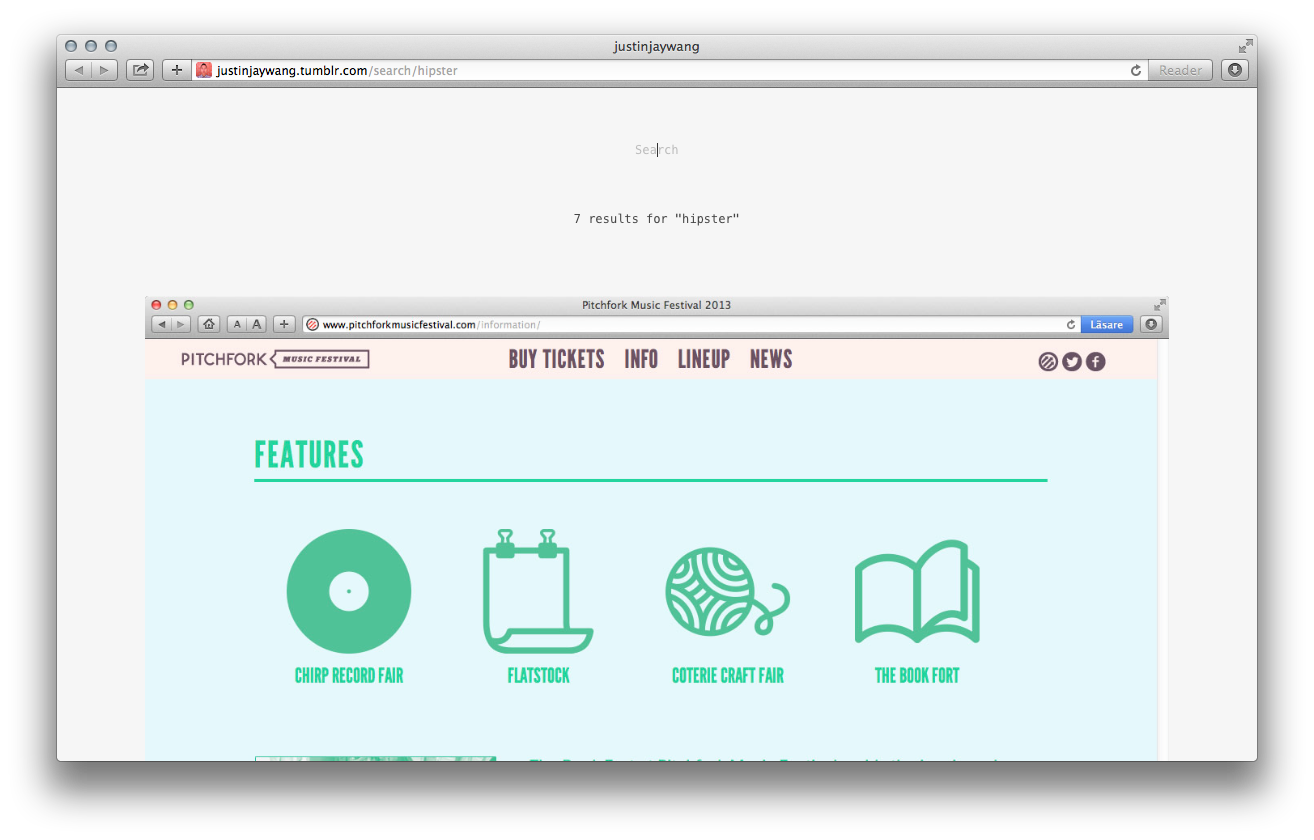 justinjaywang
justinjaywang.tumblr.com/search/hipster
Reader
Search
7 results for "hipster"
Pitchfork Music Festival 2013
A A
www.pitchforkmusicfestival.com/information/
Läsare
PITCHFORK MUSIC FESTIVAL
BUY TICKETS INFO LINEUP NEWS
FEATURES
CHIRP RECORD FAIR
FLATSTOCK
COTERIE CRAFT FAIR
THE BOOK FORT